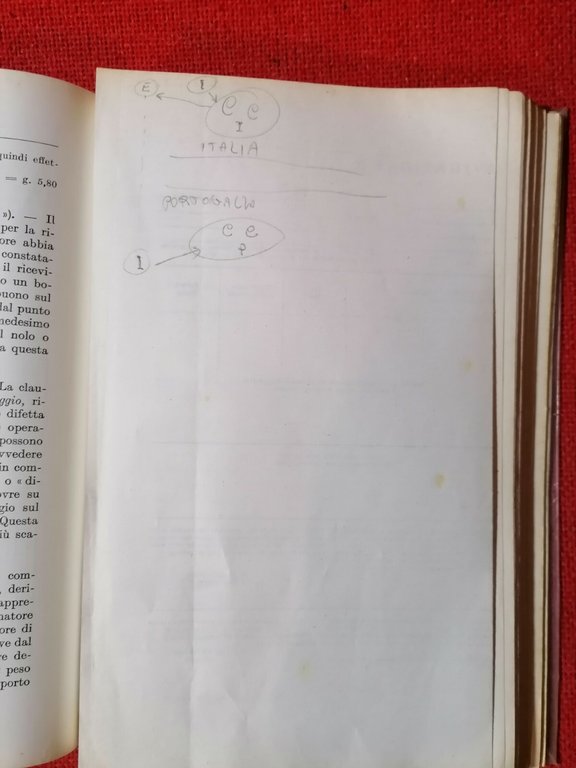 quindi effet-
= g. 5,80
»). — Il
per la ri-
ore abbia
constata-
il ricevi-
o un bo-
uono sul
dal punto
medesimo
l nolo o
a questa
La clau-
ggio, ri-
difetta
opera-
possono
vvedere
in com-
o « di-
ovre su
gio sul
Questa
iù sca-
com-
, deri-
appre-
natore
ore di
ve dal
ve de-
peso
porto
E I
C C
I
ITALIA
PORTOGALLO
C C
P
I